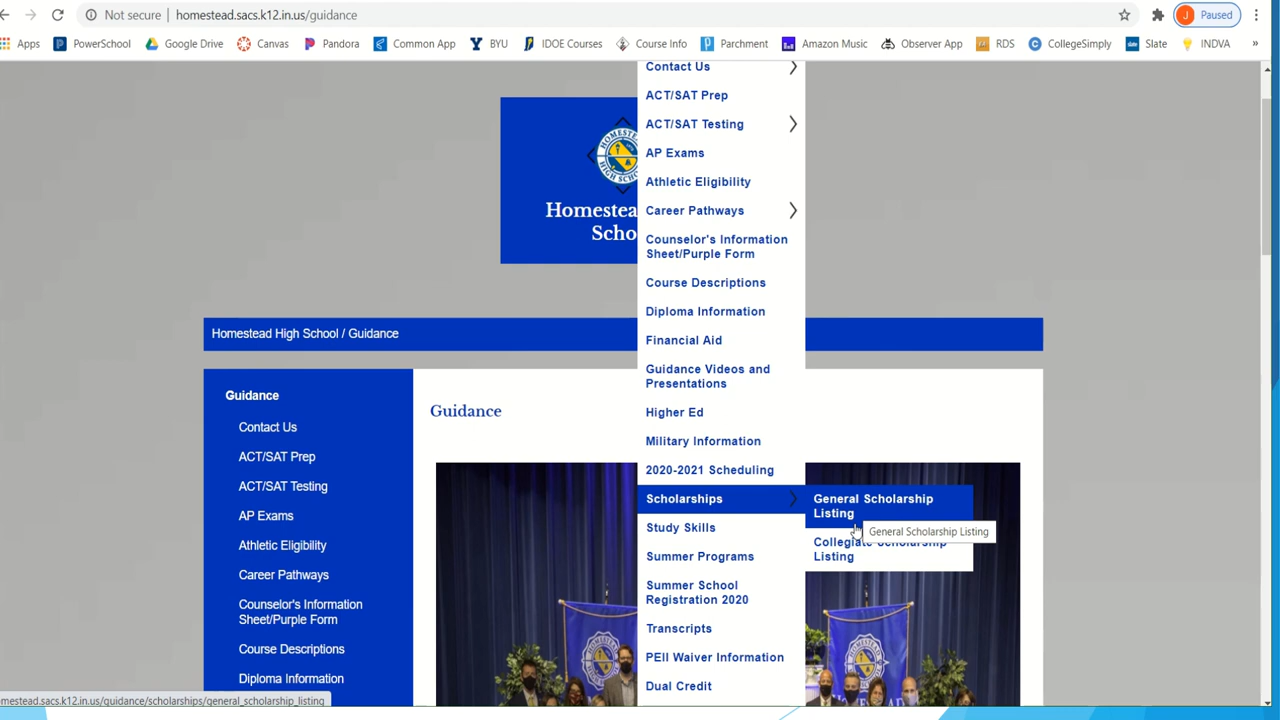 Not secure | homestead.sacs.k12.in.us/guidance
J Paused
Apps PowerSchool Google Drive Canvas Pandora Common App BYU IDOE Courses Course Info Parchment Amazon Music Observer App RDS CollegeSimply Slate INDVA »
HOMESTEAD
HIGH SCHOOL
Homestea
Scho
Contact Us
ACT/SAT Prep
ACT/SAT Testing
AP Exams
Athletic Eligibility
Career Pathways
Counselor's Information
Sheet/Purple Form
Course Descriptions
Diploma Information
Financial Aid
Guidance Videos and
Presentations
Higher Ed
Military Information
2020-2021 Scheduling
Scholarships
Study Skills
Summer Programs
Summer School
Registration 2020
Transcripts
PEII Waiver Information
Dual Credit
General Scholarship
Listing
General Scholarship Listing
Collegiate Scholarship
Listing
Homestead High School / Guidance
Guidance
Contact Us
ACT/SAT Prep
ACT/SAT Testing
AP Exams
Athletic Eligibility
Career Pathways
Counselor's Information
Sheet/Purple Form
Course Descriptions
Diploma Information
Guidance
homestead.sacs.k12.in.us/guidance/scholarships/general_scholarship_listing